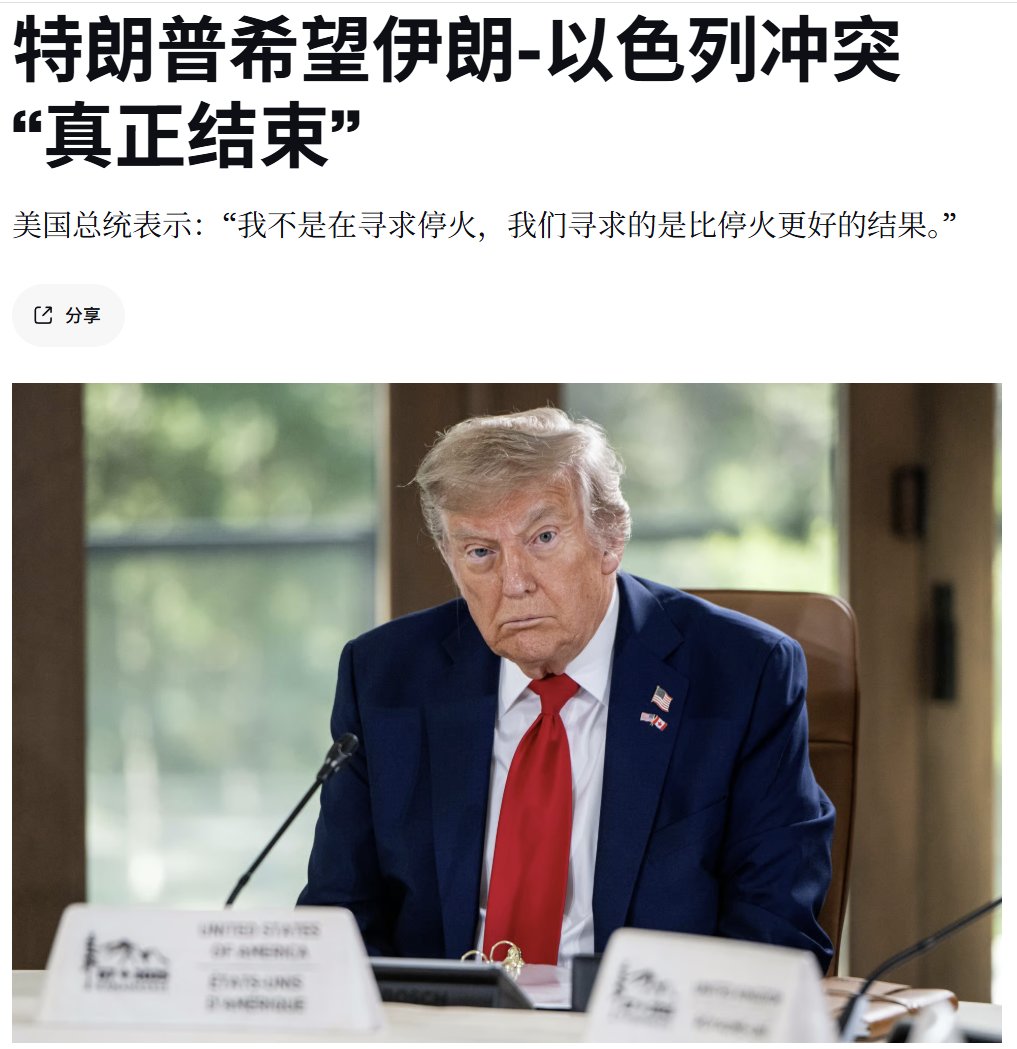 特朗普希望伊朗-以色列冲突
“真正结束”
美国总统表示：“我不是在寻求停火，我们寻求的是比停火更好的结果。”
分享
UNITED STATES
OF AMERICA
ÉTATS-UNIS
D'AMÉRIQUE